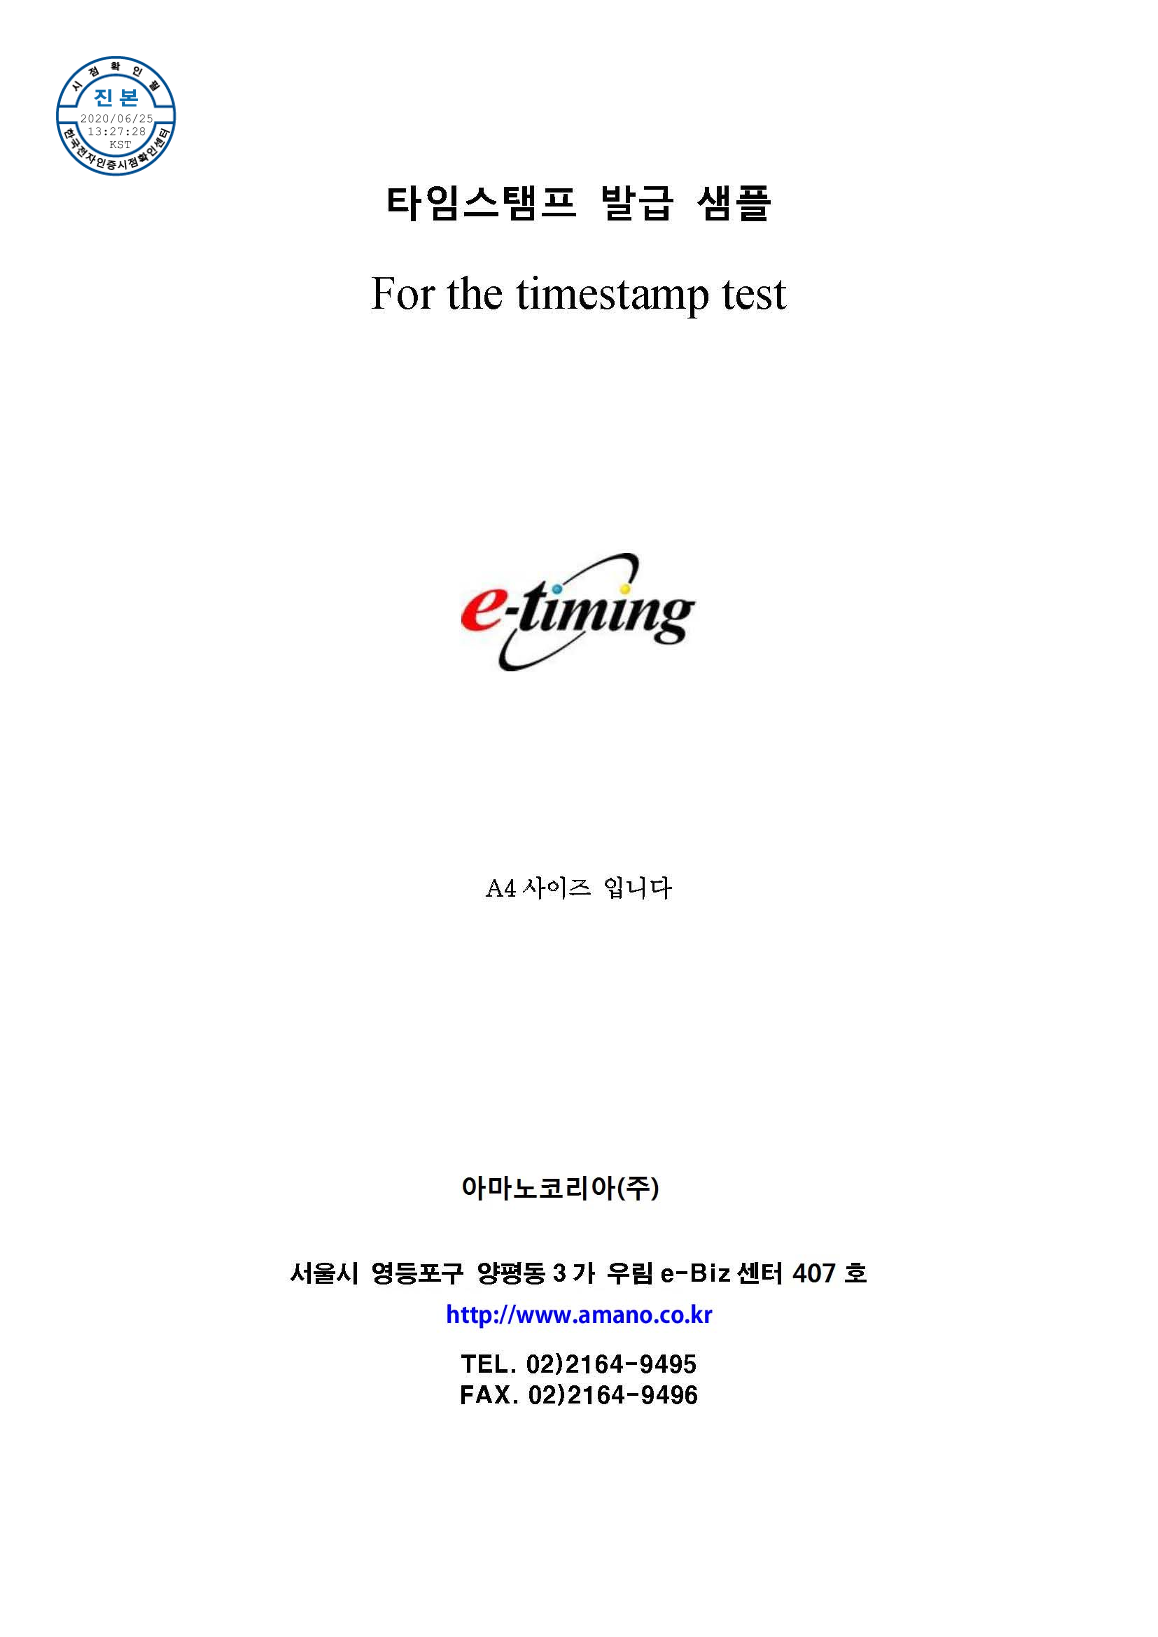 시점확인필
진본
2020/06/25
13:27:28
KST
한국전자인증시점확인센터
타임스탬프 발급 샘플
For the timestamp test
e-timing
A4 사이즈 입니다
아마노코리아(주)
서울시 영등포구 양평동 3 가 우림 e-Biz 센터 407 호
http://www.amano.co.kr
TEL. 02)2164-9495
FAX. 02)2164-9496